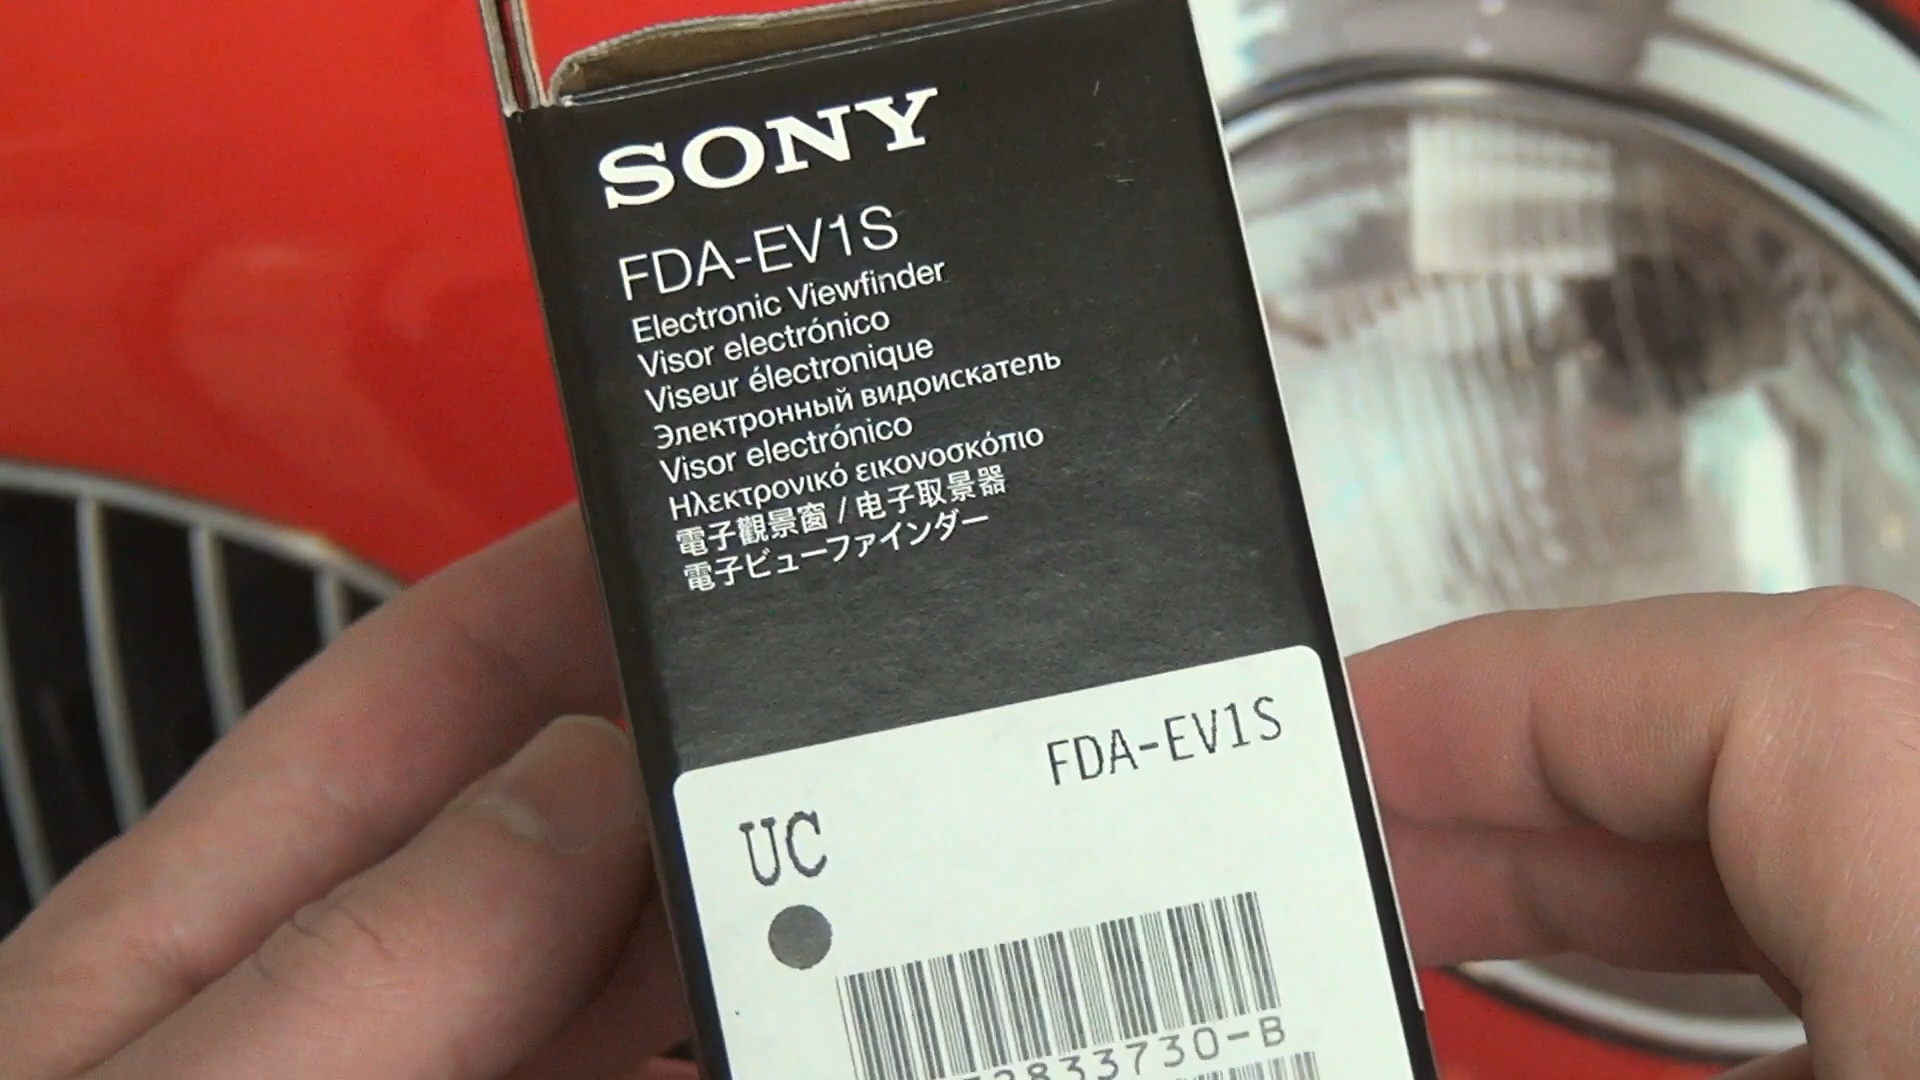 SONY
FDA-EV1S
Electronic Viewfinder
Visor electrónico
Viseur électronique
Электронный видоискатель
Visor electrónico
Ηλεκτρονικό εικονοσκόπιο
電子觀景窗 / 电子取景器
電子ビューファインダー
FDA-EV1S
UC
2833730-B